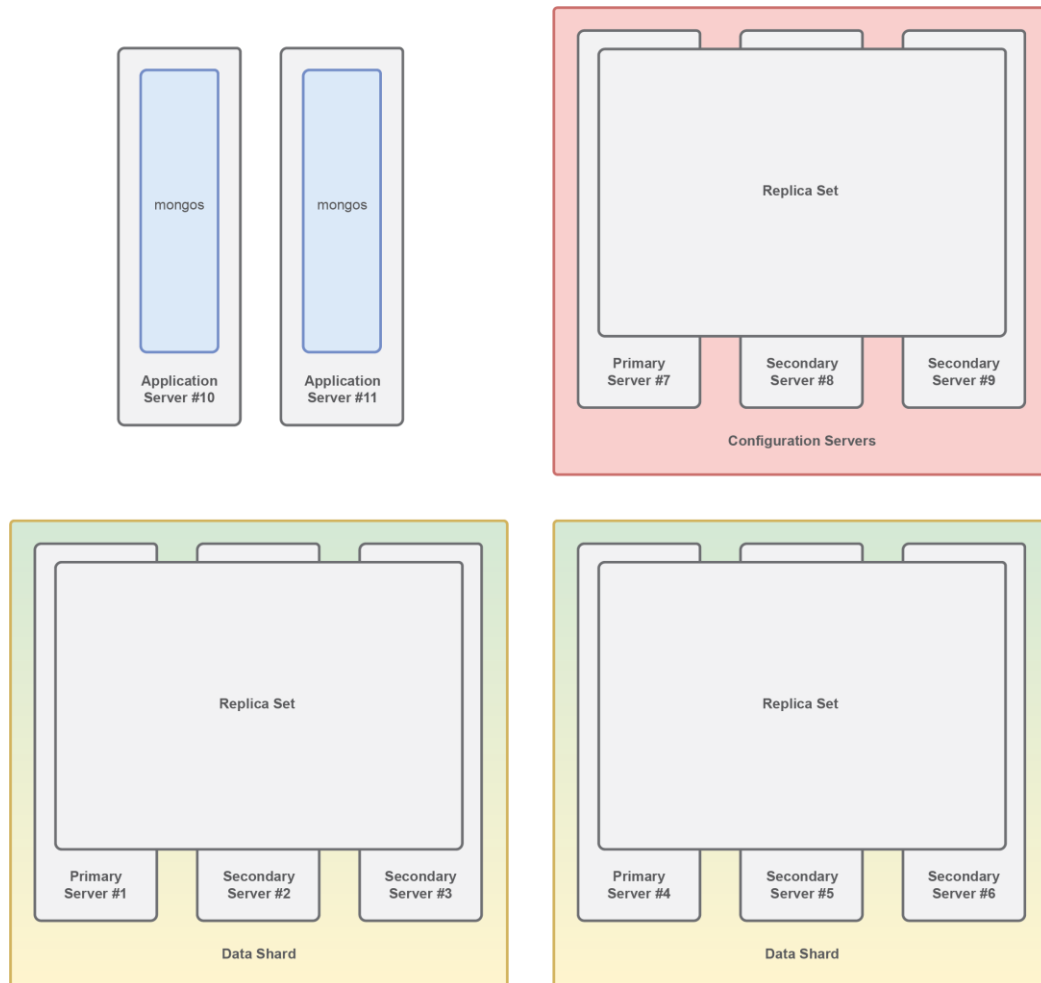 mongos
Application
Server #10
mongos
Application
Server #11
Replica Set
Primary
Server #7
Secondary
Server #8
Secondary
Server #9
Configuration Servers
Replica Set
Primary
Server #1
Secondary
Server #2
Secondary
Server #3
Data Shard
Replica Set
Primary
Server #4
Secondary
Server #5
Secondary
Server #6
Data Shard